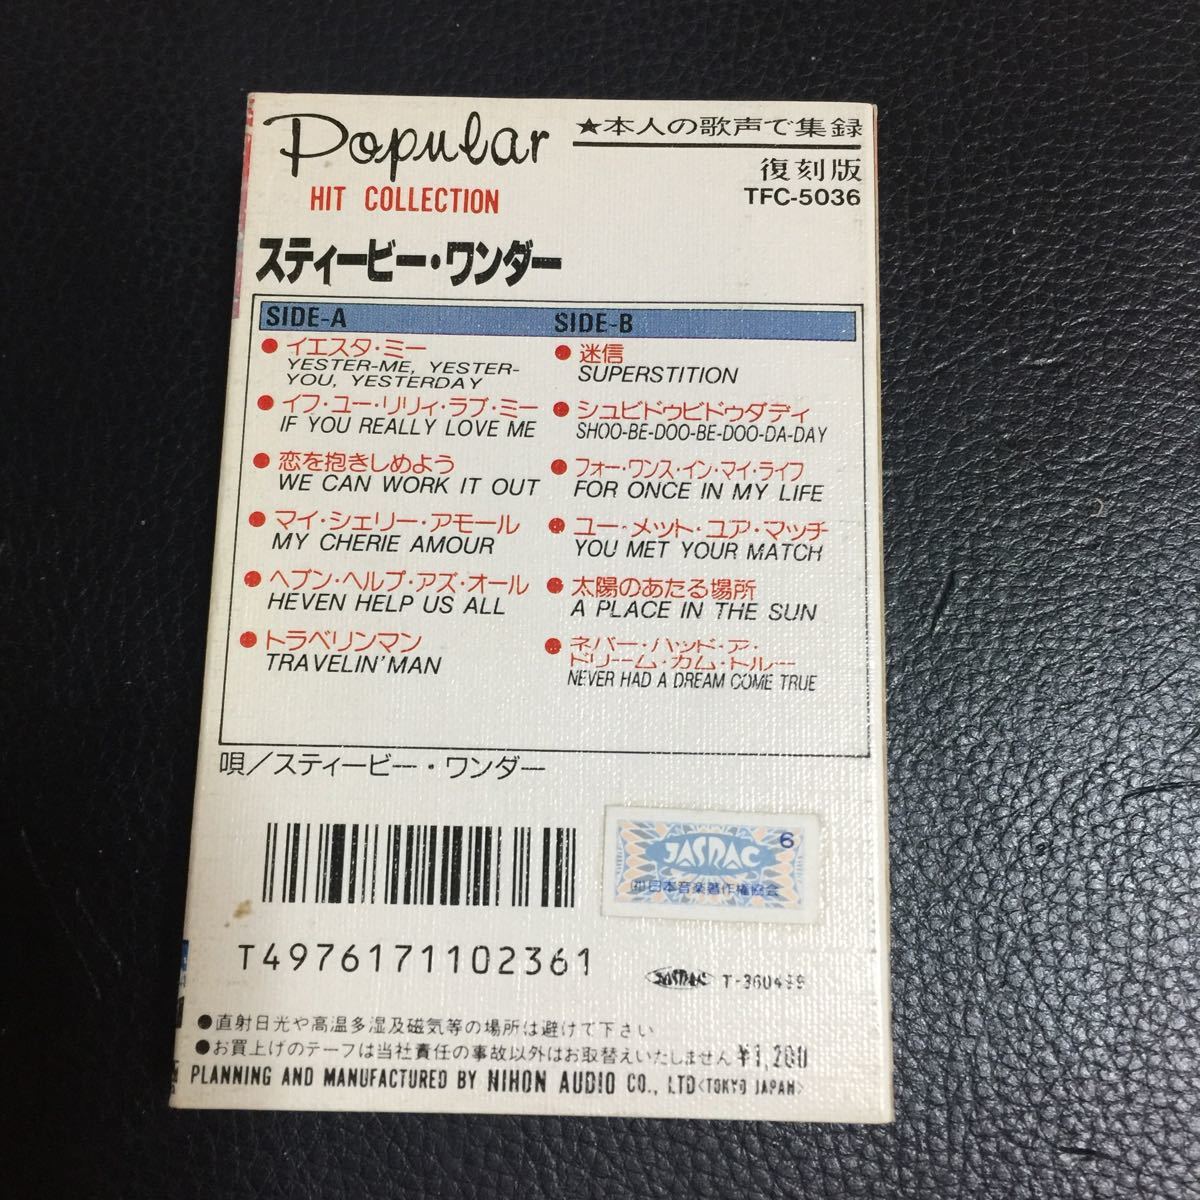 Popular
HIT COLLECTION
★本人の歌声で集録
復刻版
TFC-5036
スティービー・ワンダー
SIDE-A
●イエスタ・ミー
YESTER-ME, YESTER-
YOU, YESTERDAY
●イフ・ユー・リリィ・ラブ・ミー
IF YOU REALLY LOVE ME
●恋を抱きしめよう
WE CAN WORK IT OUT
●マイ・シェリー・アモール
MY CHERIE AMOUR
●ヘブン・ヘルプ・アズ・オール
HEVEN HELP US ALL
●トラベリンマン
TRAVELIN' MAN
SIDE-B
●迷信
SUPERSTITION
●シュビドゥビドゥダディ
SHOO-BE-DOO-BE-DOO-DA-DAY
●フォー・ワンス・イン・マイ・ライフ
FOR ONCE IN MY LIFE
●ユー・メット・ユア・マッチ
YOU MET YOUR MATCH
●太陽のあたる場所
A PLACE IN THE SUN
●ネバー・ハッド・ア・
ドリーム・カム・トルー
NEVER HAD A DREAM COME TRUE
唄／スティービー・ワンダー
JASRAC
6
日本音楽著作権協会
T4976171102361
JASRAC T-360499
●直射日光や高温多湿及磁気等の場所は避けて下さい
●お買上げのテープは当社責任の事故以外はお取替えいたしません ¥1,200
PLANNING AND MANUFACTURED BY NIHON AUDIO CO., LTD<TOKYO JAPAN>